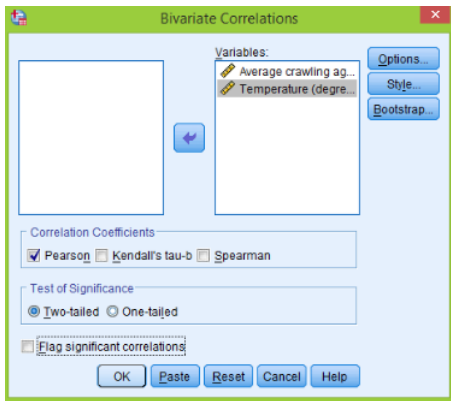 Bivariate Correlations
Variables:
Average crawling ag...
Temperature (degre...
Options...
Style...
Bootstrap...
Correlation Coefficients
Pearson Kendall's tau-b Spearman
Test of Significance
Two-tailed One-tailed
Flag significant correlations
OK Paste Reset Cancel Help